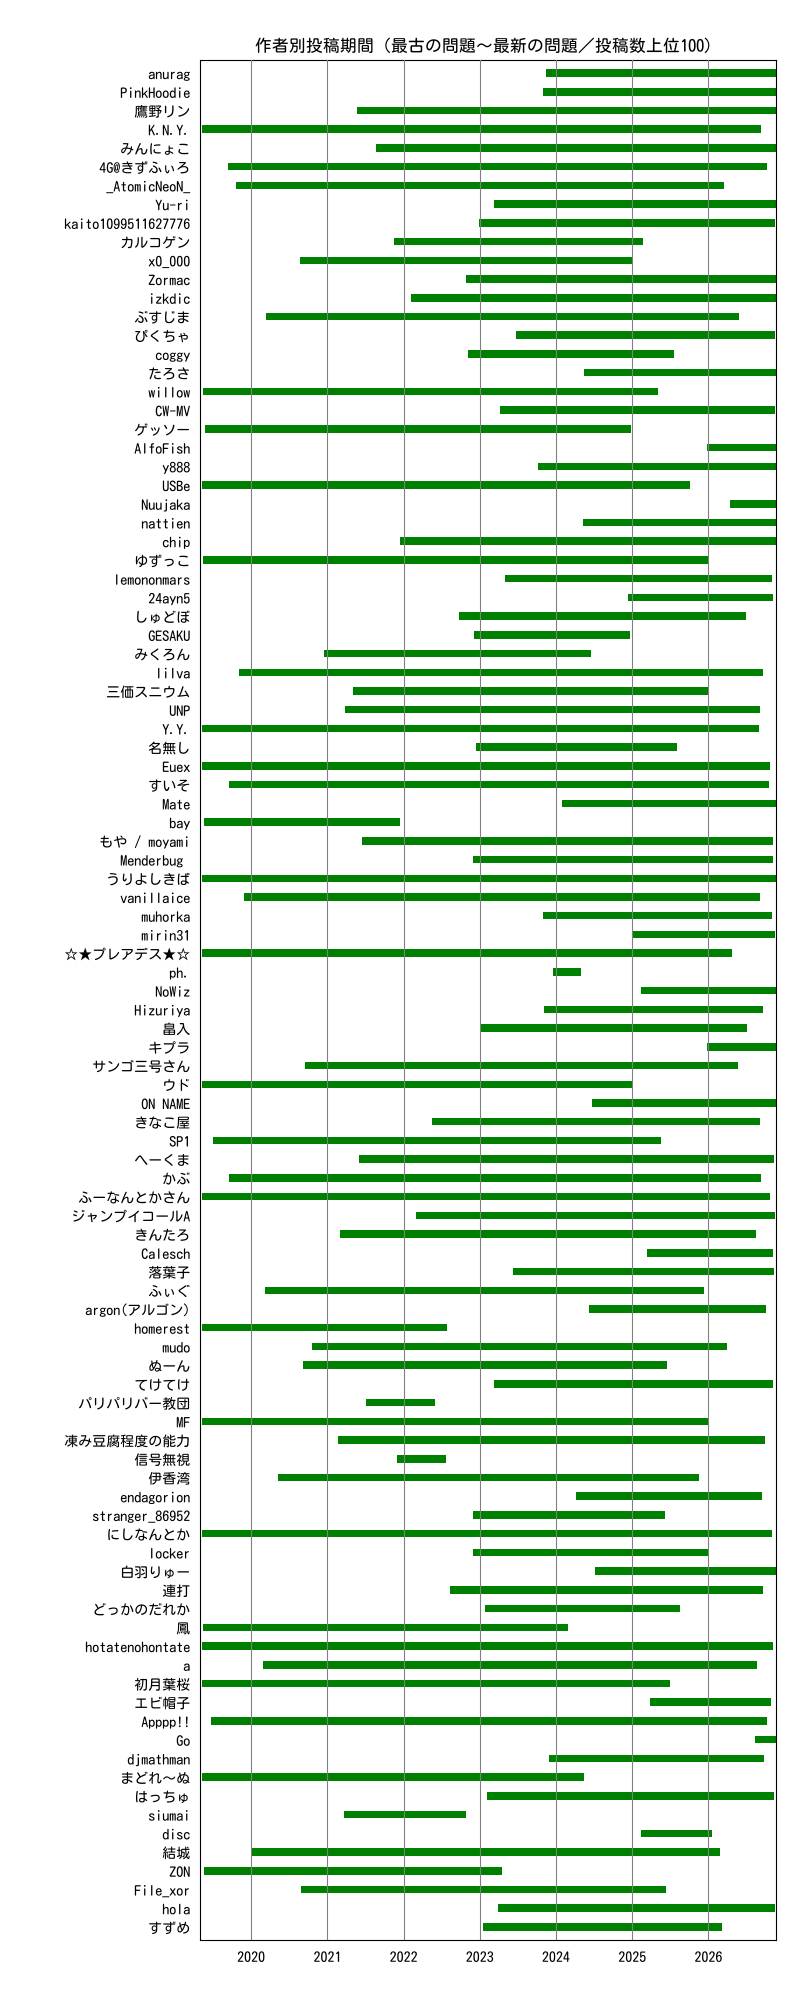 作者別投稿期間（最古の問題～最新の問題／投稿数上位100）
anurag
PinkHoodie
鷹野リン
K.N.Y.
みんにょこ
4G@きずふぃろ
_AtomicNeoN_
Yu-ri
kaito1099511627776
カルコゲン
x0_000
Zormac
izkdic
ぶすじま
ぴくちゃ
coggy
たろさ
willow
CW-MV
ゲッソー
AlfoFish
y888
USBe
Nuujaka
nattien
chip
ゆずっこ
lemononmars
24ayn5
しゅどぼ
GESAKU
みくろん
lilva
三価スニウム
UNP
Y.Y.
名無し
Euex
すいそ
Mate
bay
もや / moyami
Menderbug
うりよしきば
vanillaice
muhorka
mirin31
☆★プレアデス★☆
ph.
NoWiz
Hizuriya
畠入
キプラ
サンゴ三号さん
ウド
ON NAME
きなこ屋
SP1
へーくま
かぶ
ふーなんとかさん
ジャンプイコールA
きんたろ
Calesch
落葉子
ふぃぐ
argon(アルゴン)
homerest
mudo
ぬーん
てけてけ
パリパリバー教団
MF
凍み豆腐程度の能力
信号無視
伊香湾
endagorion
stranger_86952
にしなんとか
locker
白羽りゅー
連打
どっかのだれか
鳳
hotatenohontate
a
初月葉桜
エビ帽子
Apppp!!
Go
djmathman
まどれ～ぬ
はっちゅ
siumai
disc
結城
ZON
File_xor
hola
すずめ
2020 2021 2022 2023 2024 2025 2026